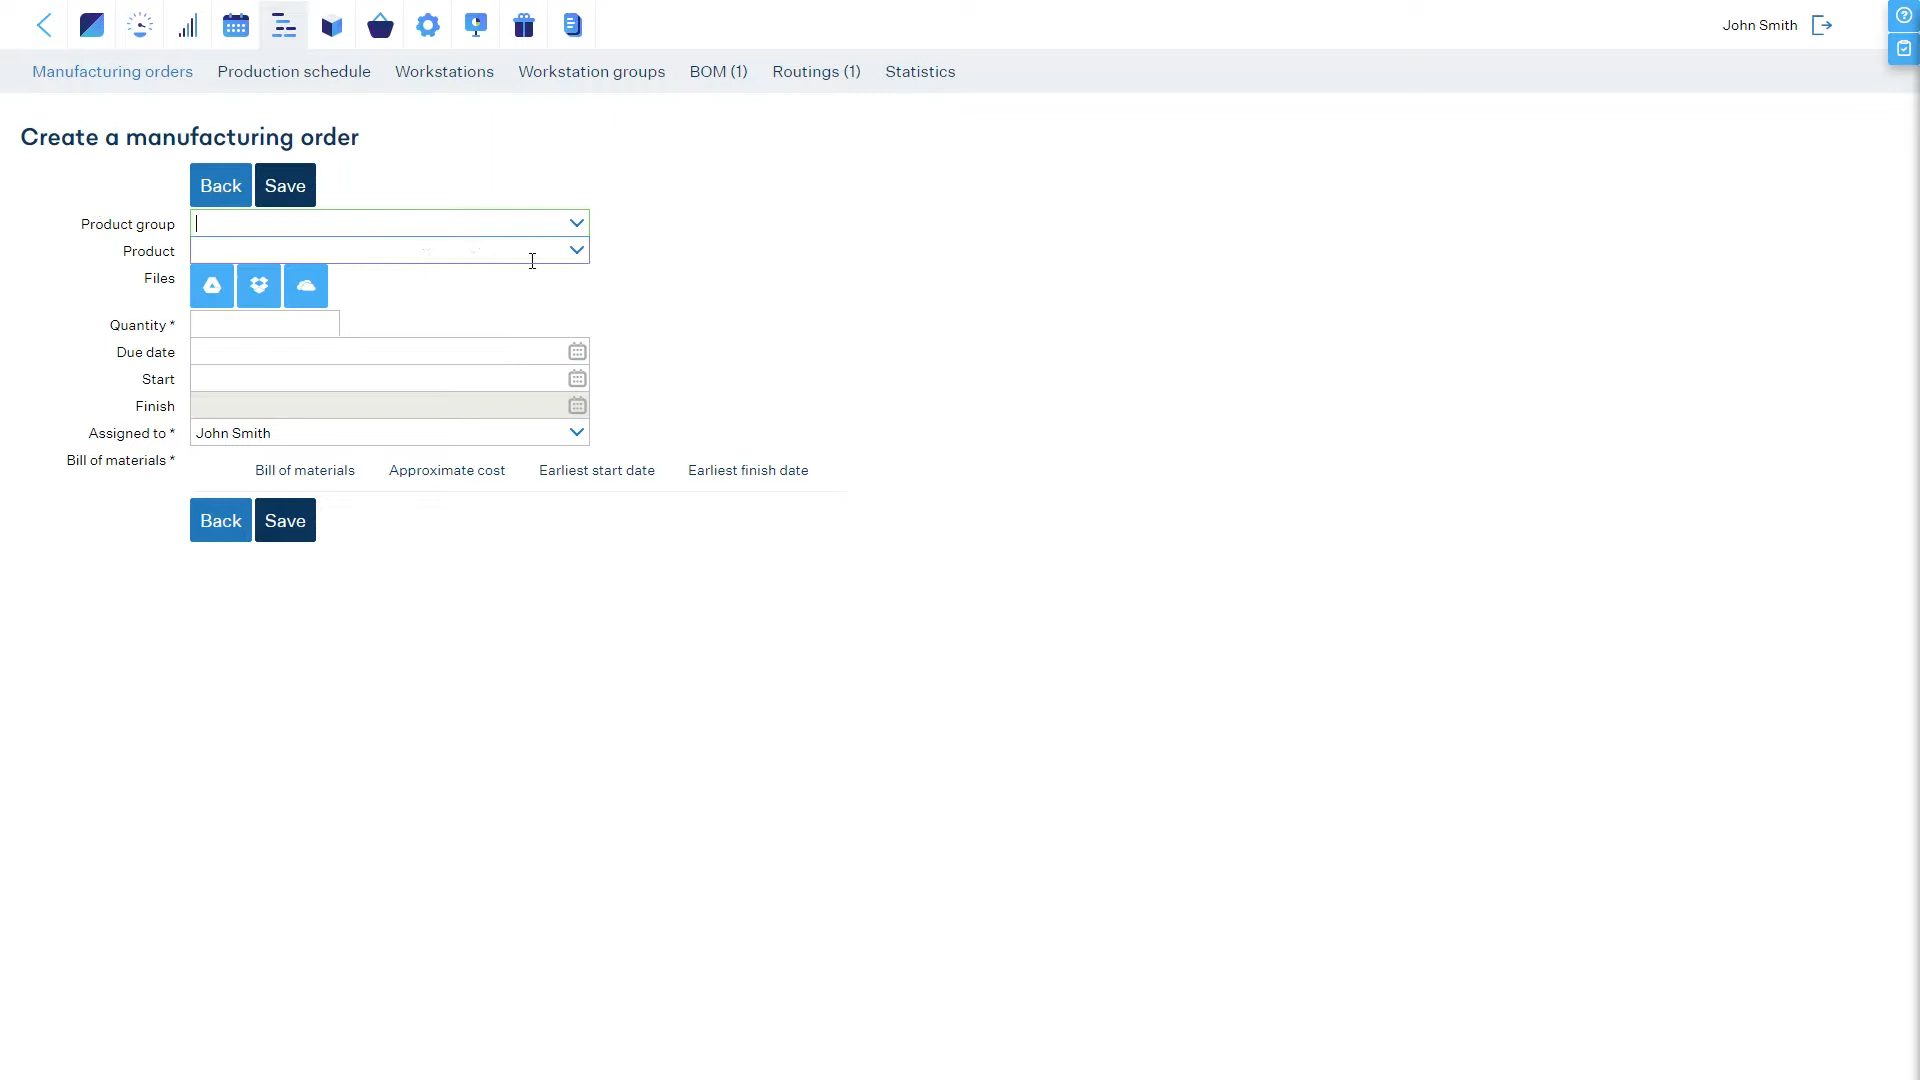 John Smith
Manufacturing orders Production schedule Workstations Workstation groups BOM (1) Routings (1) Statistics
Create a manufacturing order
Back Save
Product group
Product
Files
Quantity *
Due date
Start
Finish
Assigned to * John Smith
Bill of materials *
Bill of materials Approximate cost Earliest start date Earliest finish date
Back Save